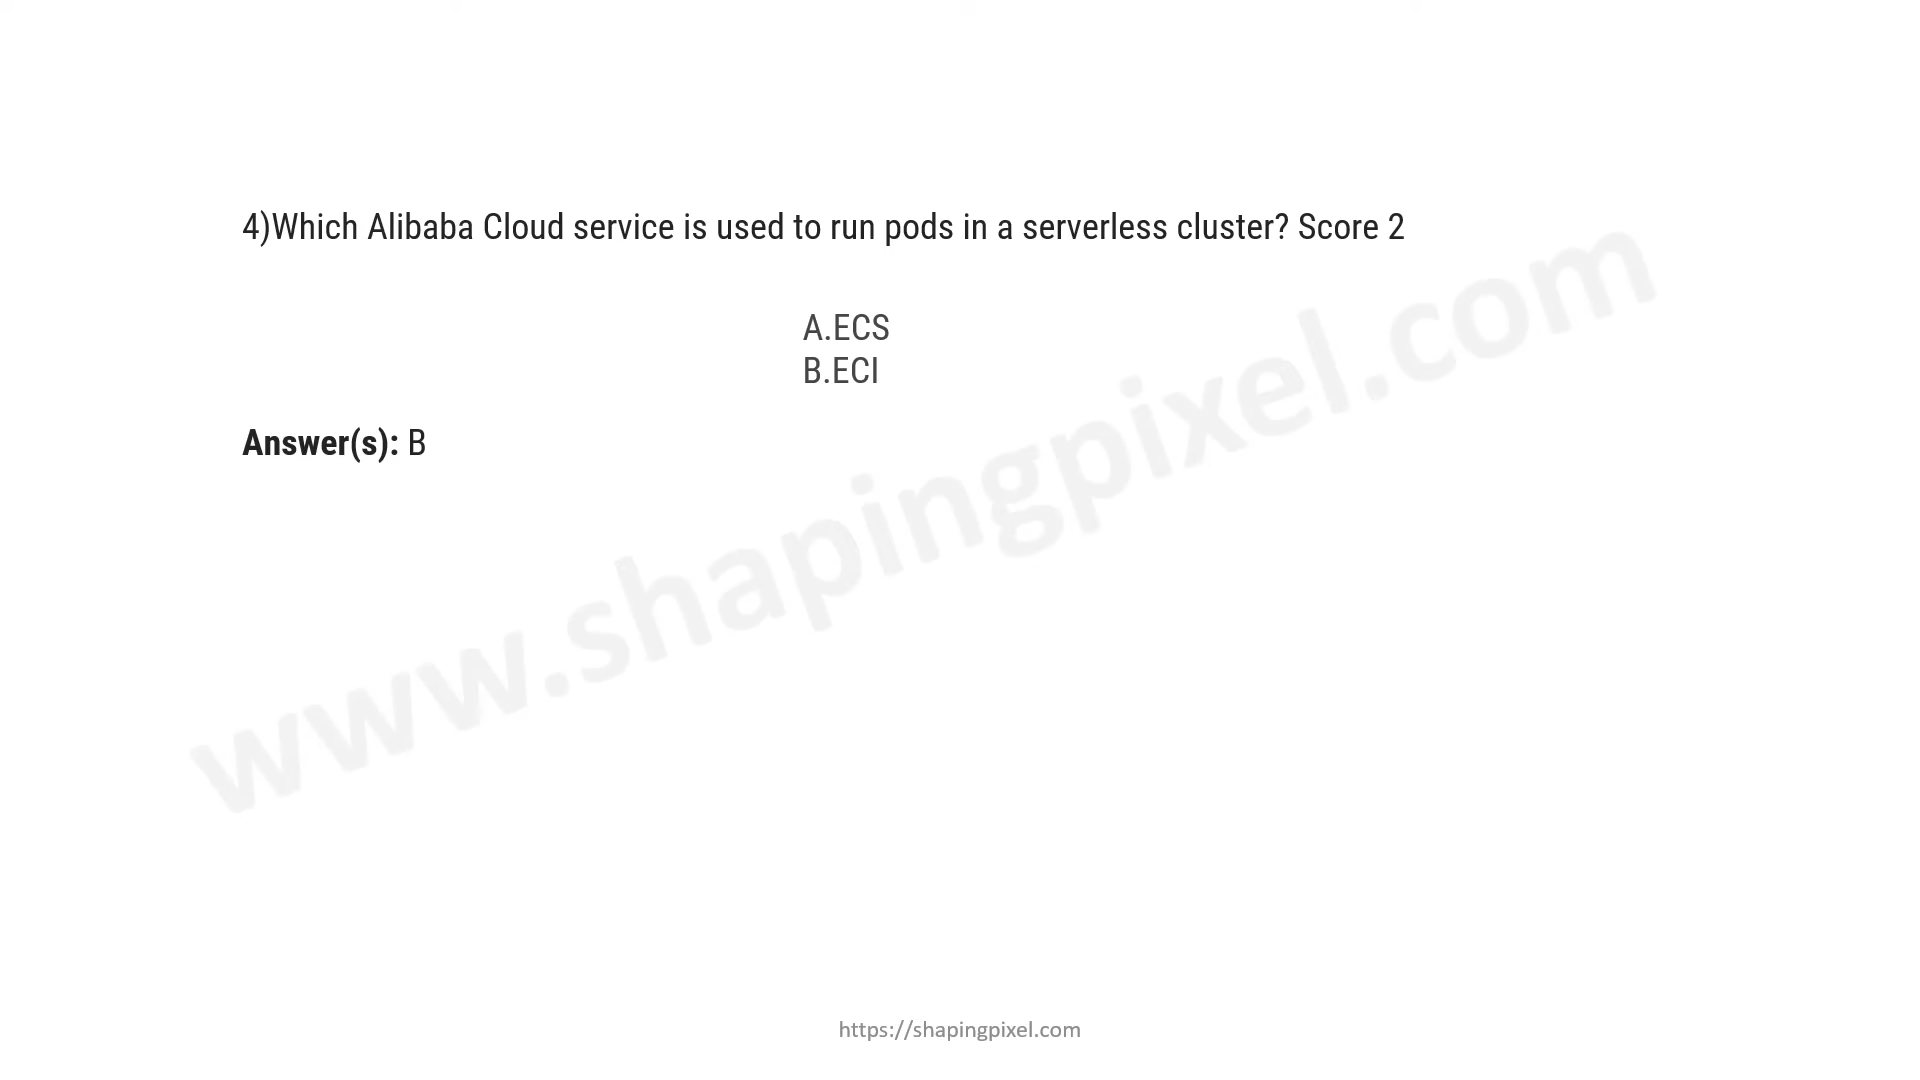 4)Which Alibaba Cloud service is used to run pods in a serverless cluster? Score 2
A.ECS
B.ECI
Answer(s): B
www.shapingpixel.com
https://shapingpixel.com